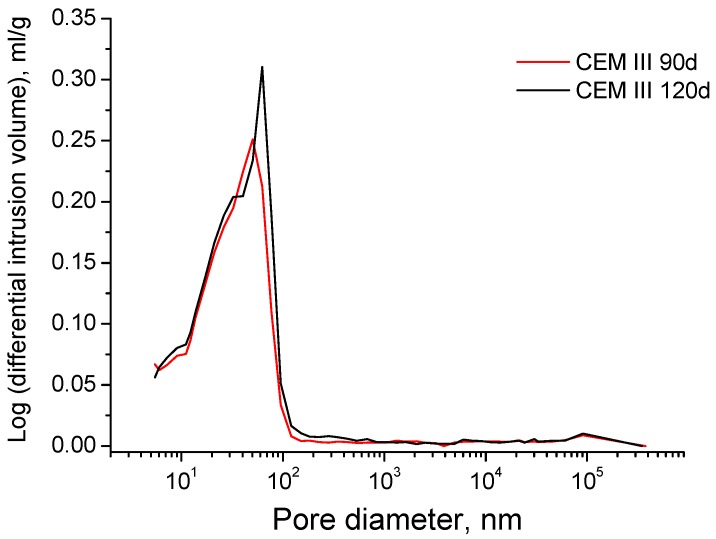 0.35
0.30
0.25
0.20
0.15
0.10
0.05
0.00
Log (differential intrusion volume), ml/g
CEM III 90d
CEM III 120d
10¹ 10² 10³ 10⁴ 10⁵
Pore diameter, nm